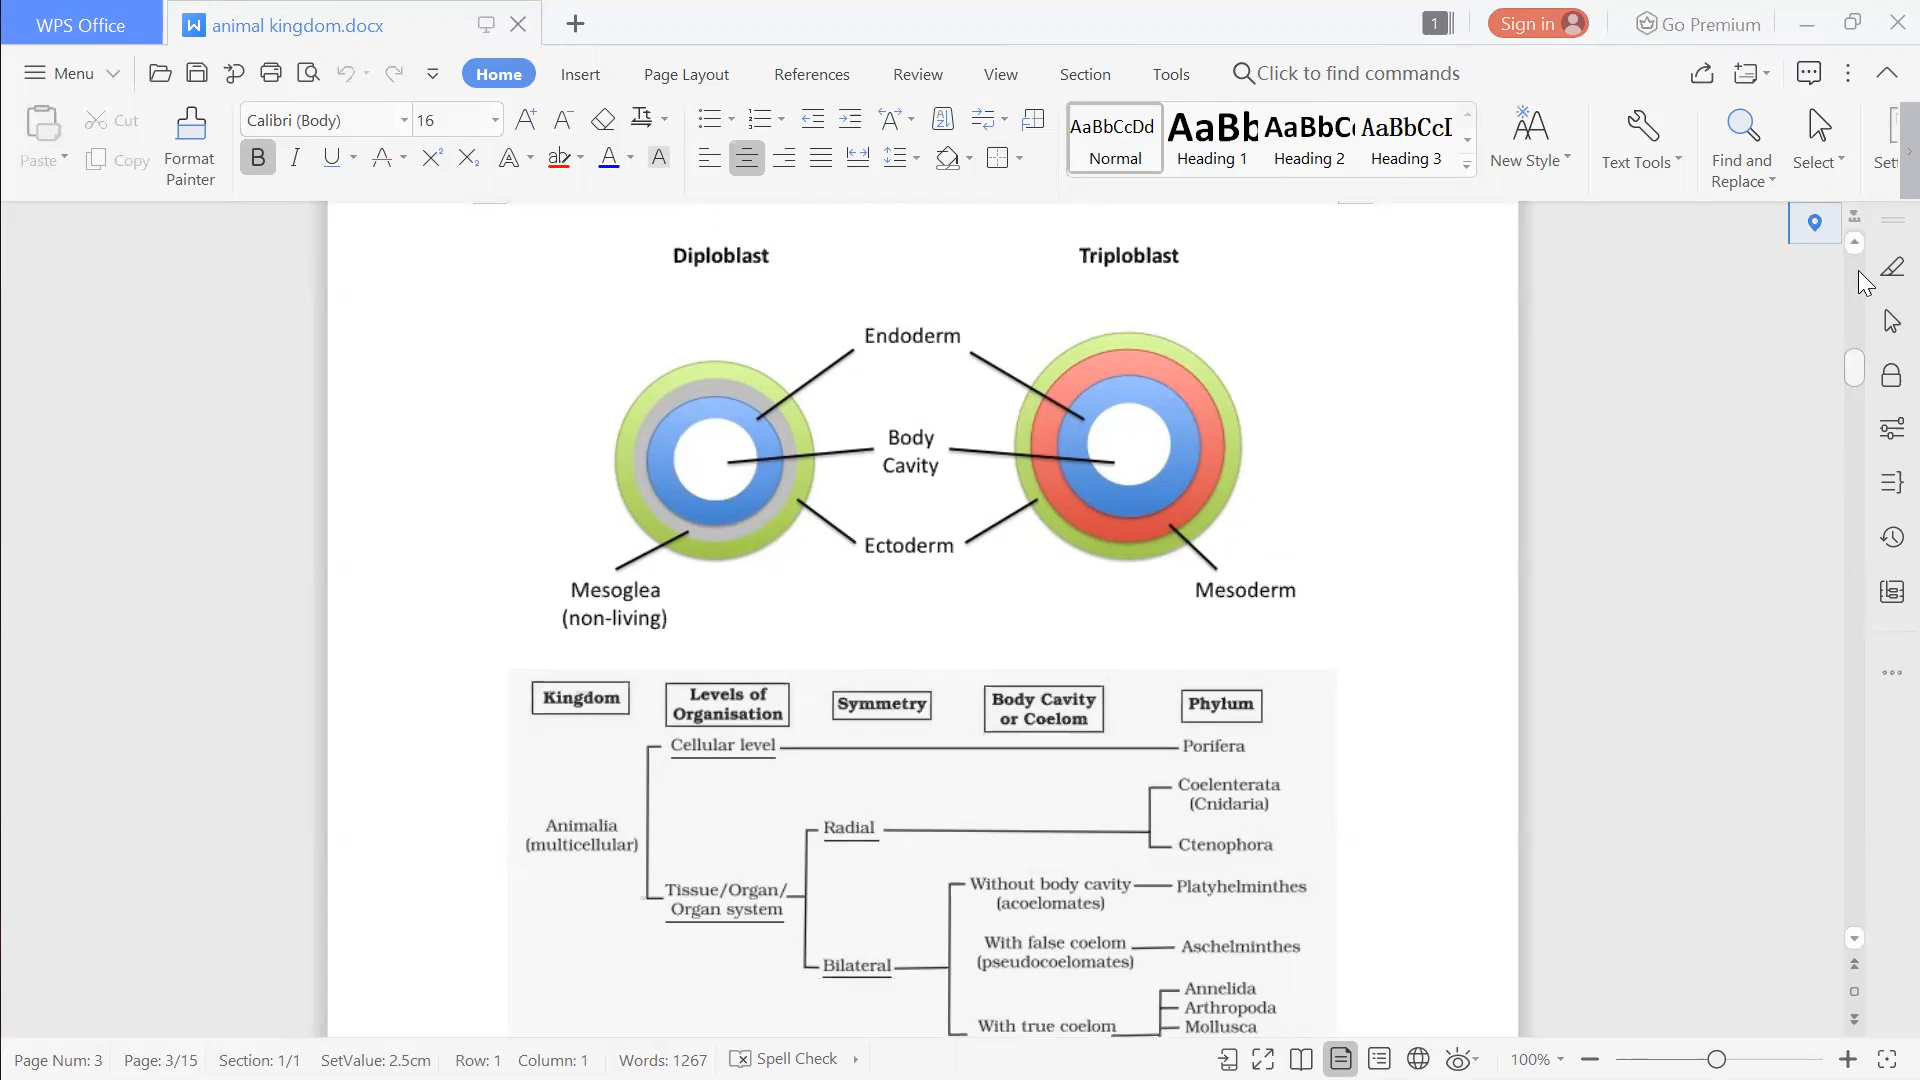 WPS Office
animal kingdom.docx
1
Sign in
Go Premium
Menu
Home
Insert
Page Layout
References
Review
View
Section
Tools
Click to find commands
Paste
Cut
Copy
Format
Painter
Calibri (Body)
16
AaBbCcDd
Normal
AaBb
Heading 1
AaBbC
Heading 2
AaBbCcI
Heading 3
New Style
Text Tools
Find and
Replace
Select
Diploblast
Triploblast
Endoderm
Body
Cavity
Ectoderm
Mesoglea
(non-living)
Mesoderm
Kingdom
Levels of
Organisation
Symmetry
Body Cavity
or Coelom
Phylum
Cellular level
Porifera
Coelenterata
(Cnidaria)
Animalia
(multicellular)
Radial
Ctenophora
Tissue/Organ/
Organ system
Without body cavity
(acoelomates)
Platyhelminthes
With false coelom
(pseudocoelomates)
Aschelminthes
Bilateral
Annelida
Arthropoda
With true coelom
Mollusca
Page Num: 3
Page: 3/15
Section: 1/1
SetValue: 2.5cm
Row: 1
Column: 1
Words: 1267
Spell Check
100%